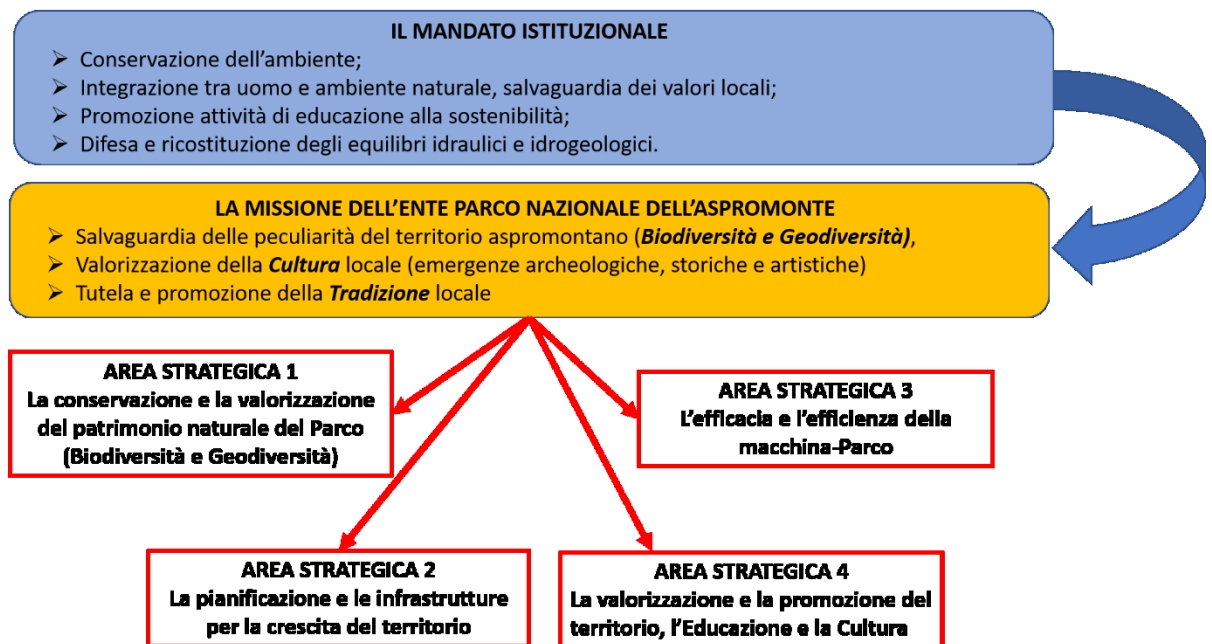 IL MANDATO ISTITUZIONALE
➢ Conservazione dell'ambiente;
➢ Integrazione tra uomo e ambiente naturale, salvaguardia dei valori locali;
➢ Promozione attività di educazione alla sostenibilità;
➢ Difesa e ricostituzione degli equilibri idraulici e idrogeologici.
LA MISSIONE DELL'ENTE PARCO NAZIONALE DELL'ASPROMONTE
➢ Salvaguardia delle peculiarità del territorio aspromontano (Biodiversità e Geodiversità),
➢ Valorizzazione della Cultura locale (emergenze archeologiche, storiche e artistiche)
➢ Tutela e promozione della Tradizione locale
AREA STRATEGICA 1
La conservazione e la valorizzazione
del patrimonio naturale del Parco
(Biodiversità e Geodiversità)
AREA STRATEGICA 3
L'efficacia e l'efficienza della
macchina-Parco
AREA STRATEGICA 2
La pianificazione e le infrastrutture
per la crescita del territorio
AREA STRATEGICA 4
La valorizzazione e la promozione del
territorio, l'Educazione e la Cultura